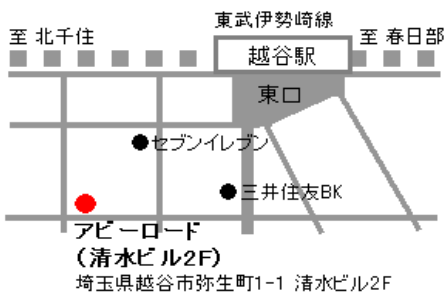 東武伊勢崎線
至 北千住
越谷駅
至 春日部
東口
セブンイレブン
三井住友BK
アビーロード
（清水ビル2F）
埼玉県越谷市弥生町1-1 清水ビル2F